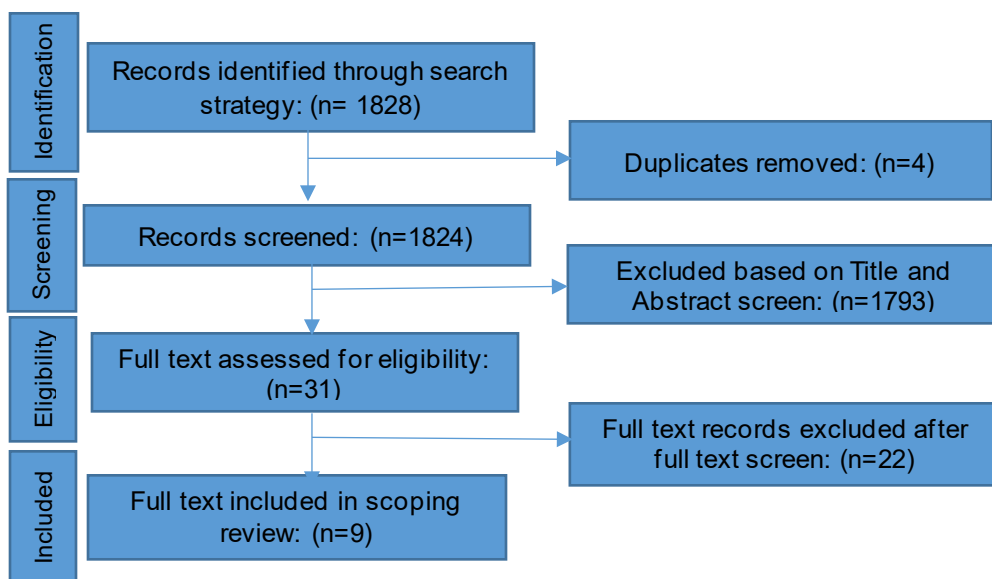 Identification
Records identified through search
strategy: (n= 1828)
Duplicates removed: (n=4)
Screening
Records screened: (n=1824)
Excluded based on Title and
Abstract screen: (n=1793)
Eligibility
Full text assessed for eligibility:
(n=31)
Full text records excluded after
full text screen: (n=22)
Included
Full text included in scoping
review: (n=9)